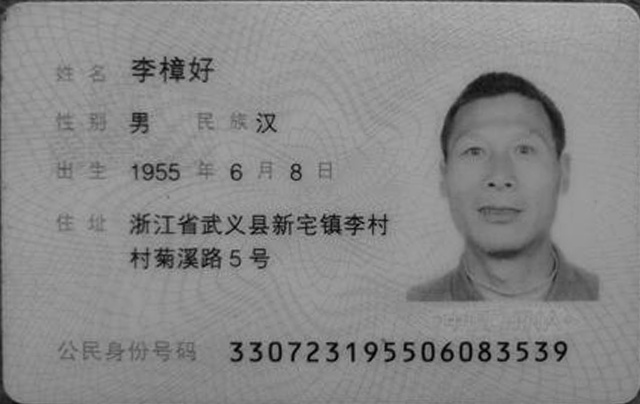 姓名 李樟好
性别 男 民族 汉
出生 1955 年 6 月 8 日
住址 浙江省武义县新宅镇李村
村菊溪路5号
公民身份号码 330723195506083539